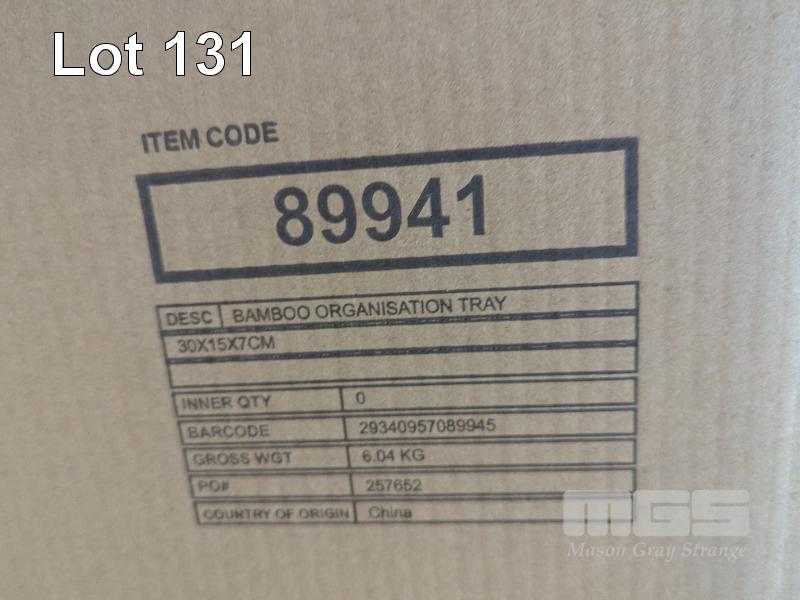 Lot 131
ITEM CODE
89941
DESC BAMBOO ORGANISATION TRAY
30X15X7CM
INNER QTY 0
BARCODE 29340957089945
GROSS WGT 6.04 KG
PO# 257652
COUNTRY OF ORIGIN China
MGS
Mason Gray Strange